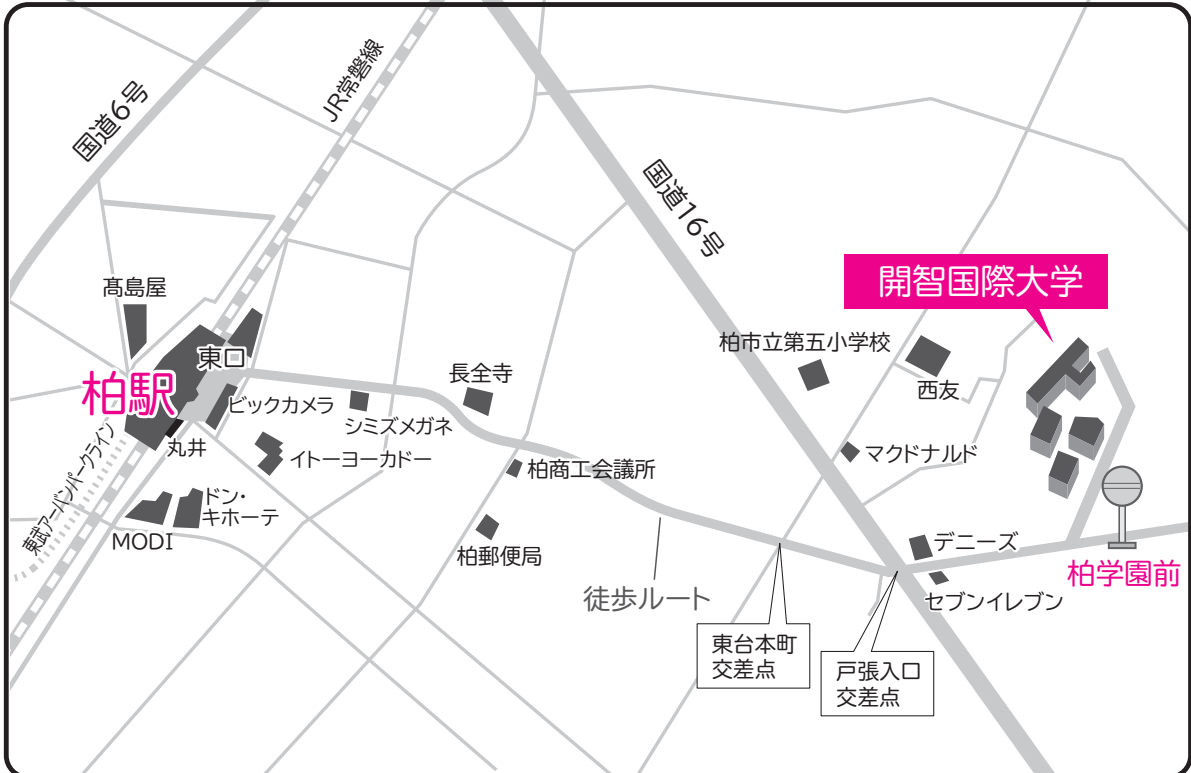 国道6号
JR常磐線
国道16号
開智国際大学
髙島屋
柏市立第五小学校
東口
長全寺
西友
柏駅
ビックカメラ
シミズメガネ
丸井
イトーヨーカドー
マクドナルド
柏商工会議所
東武アーバンパークライン
ドン・
キホーテ
MODI
柏郵便局
デニーズ
柏学園前
徒歩ルート
セブンイレブン
東台本町
交差点
戸張入口
交差点